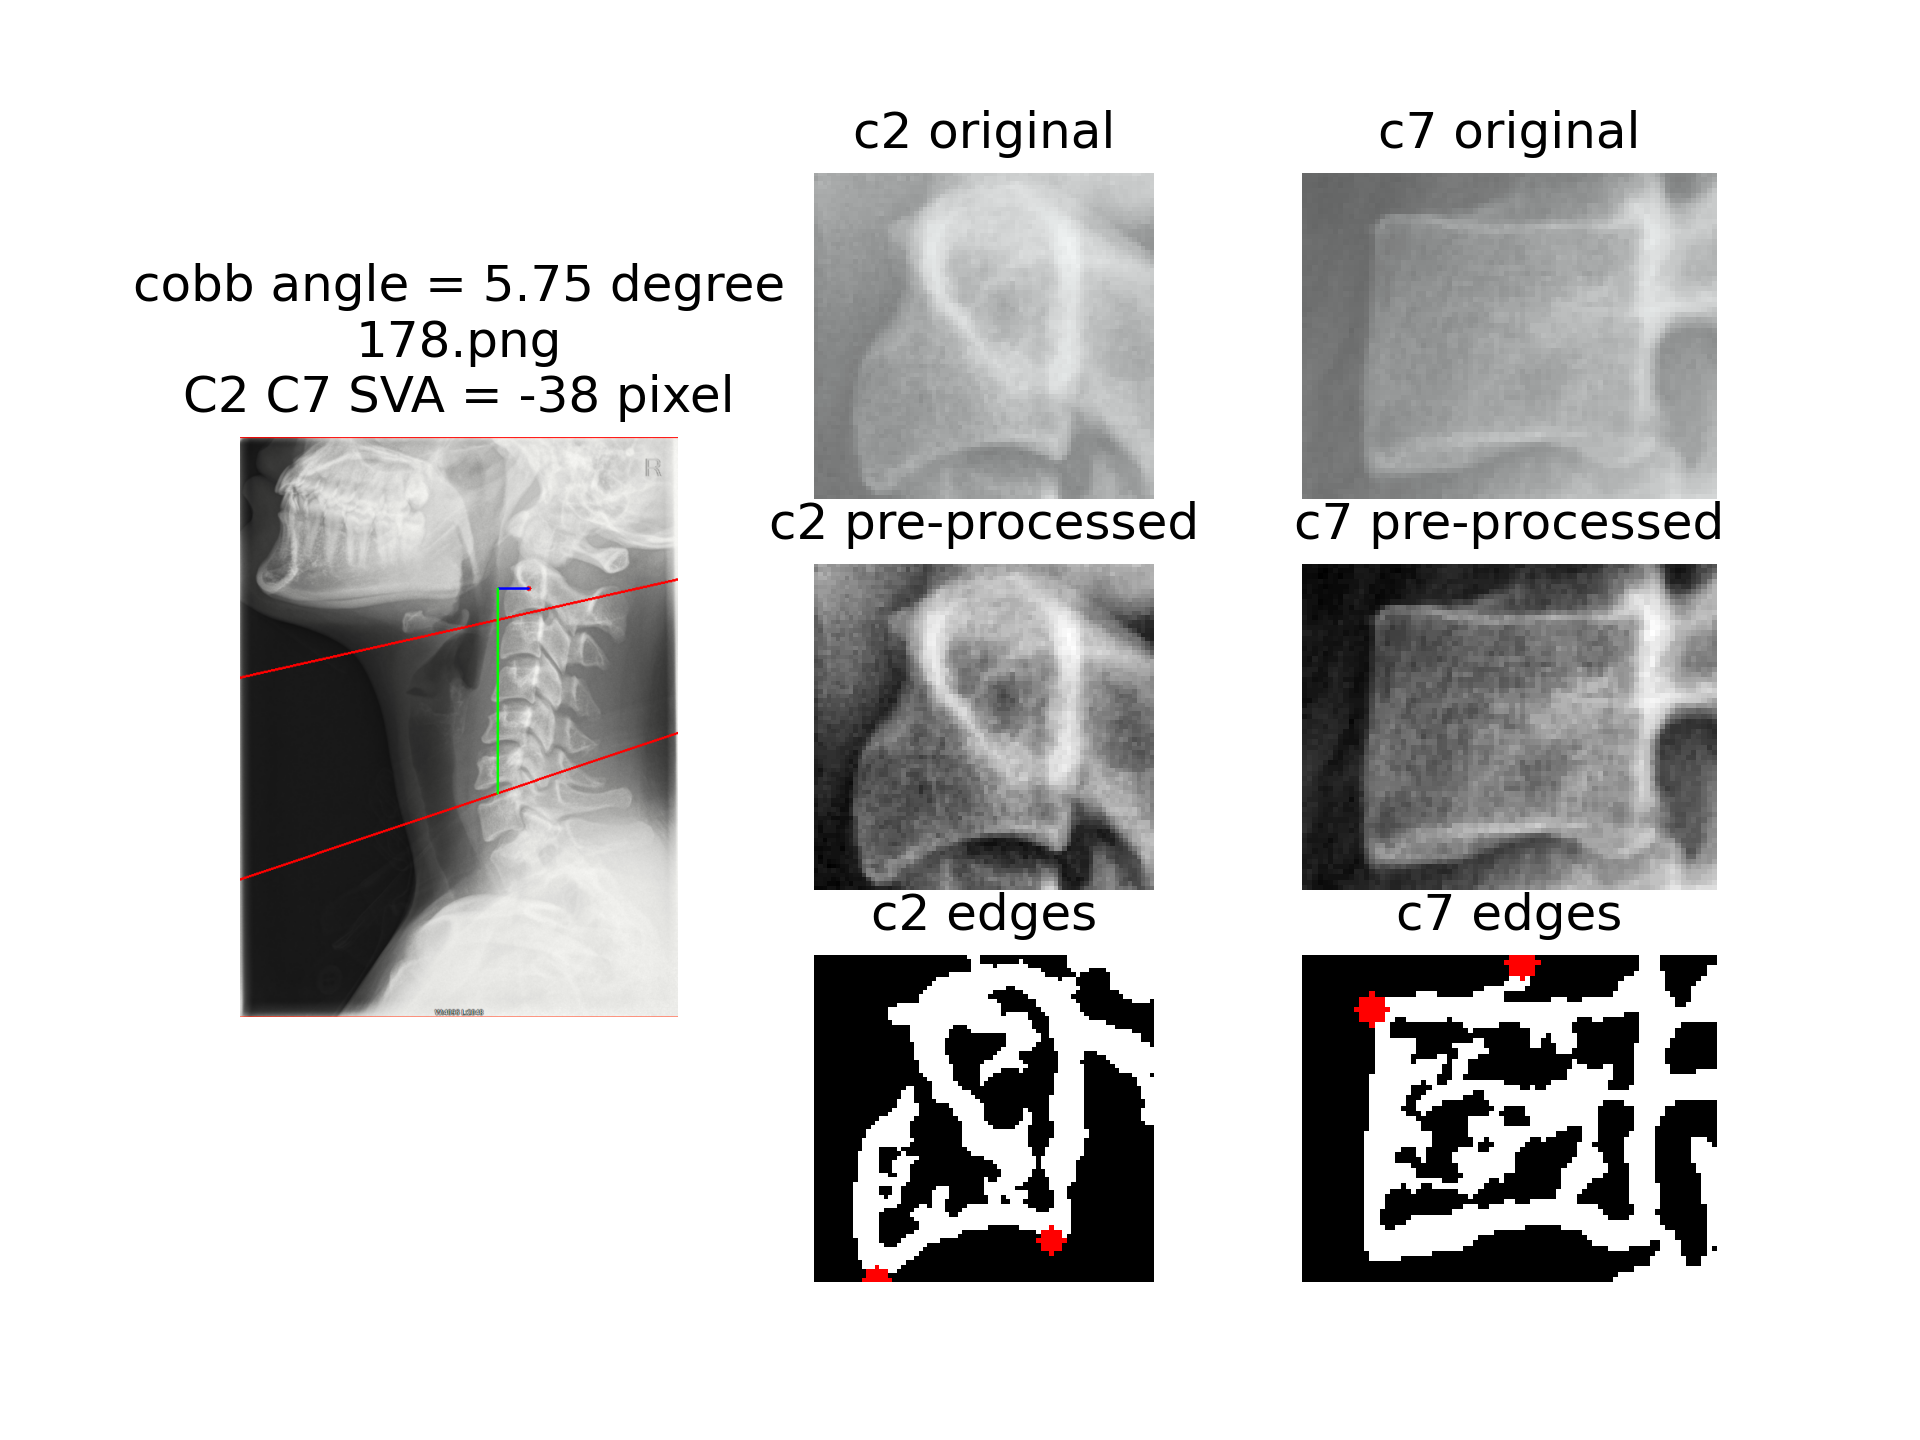 cobb angle = 5.75 degree
178.png
C2 C7 SVA = -38 pixel
R
c2 original
c7 original
c2 pre-processed
c7 pre-processed
c2 edges
c7 edges